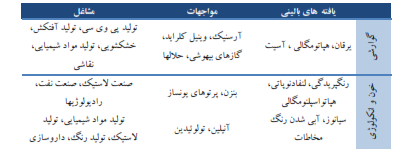 یافته های بالینی	مواجهات	مشاغل
گوارشی
یرقان، هپاتومگالی ، آسیت
آرسنیک، وینیل کلراید،
گازهای بیهوشی، حلالها
تولید پی وی سی، تولید آفتکش،
خشکشویی، تولید مواد شیمیایی،
نقاشی
خون و انکولوژی
رنگپریدگی، لنفادنوپاتی،
هپاتواسپلنومگالی
بنزن، پرتوهای یونساز
صنعت لاستیک، صنعت نفت،
رادیولوژیها
سیانوز، آبی شدن رنگ
مخاطات
آنیلین، تولوئیدین
تولید مواد شیمیایی، تولید
لاستیک، تولید رنگ، داروسازی